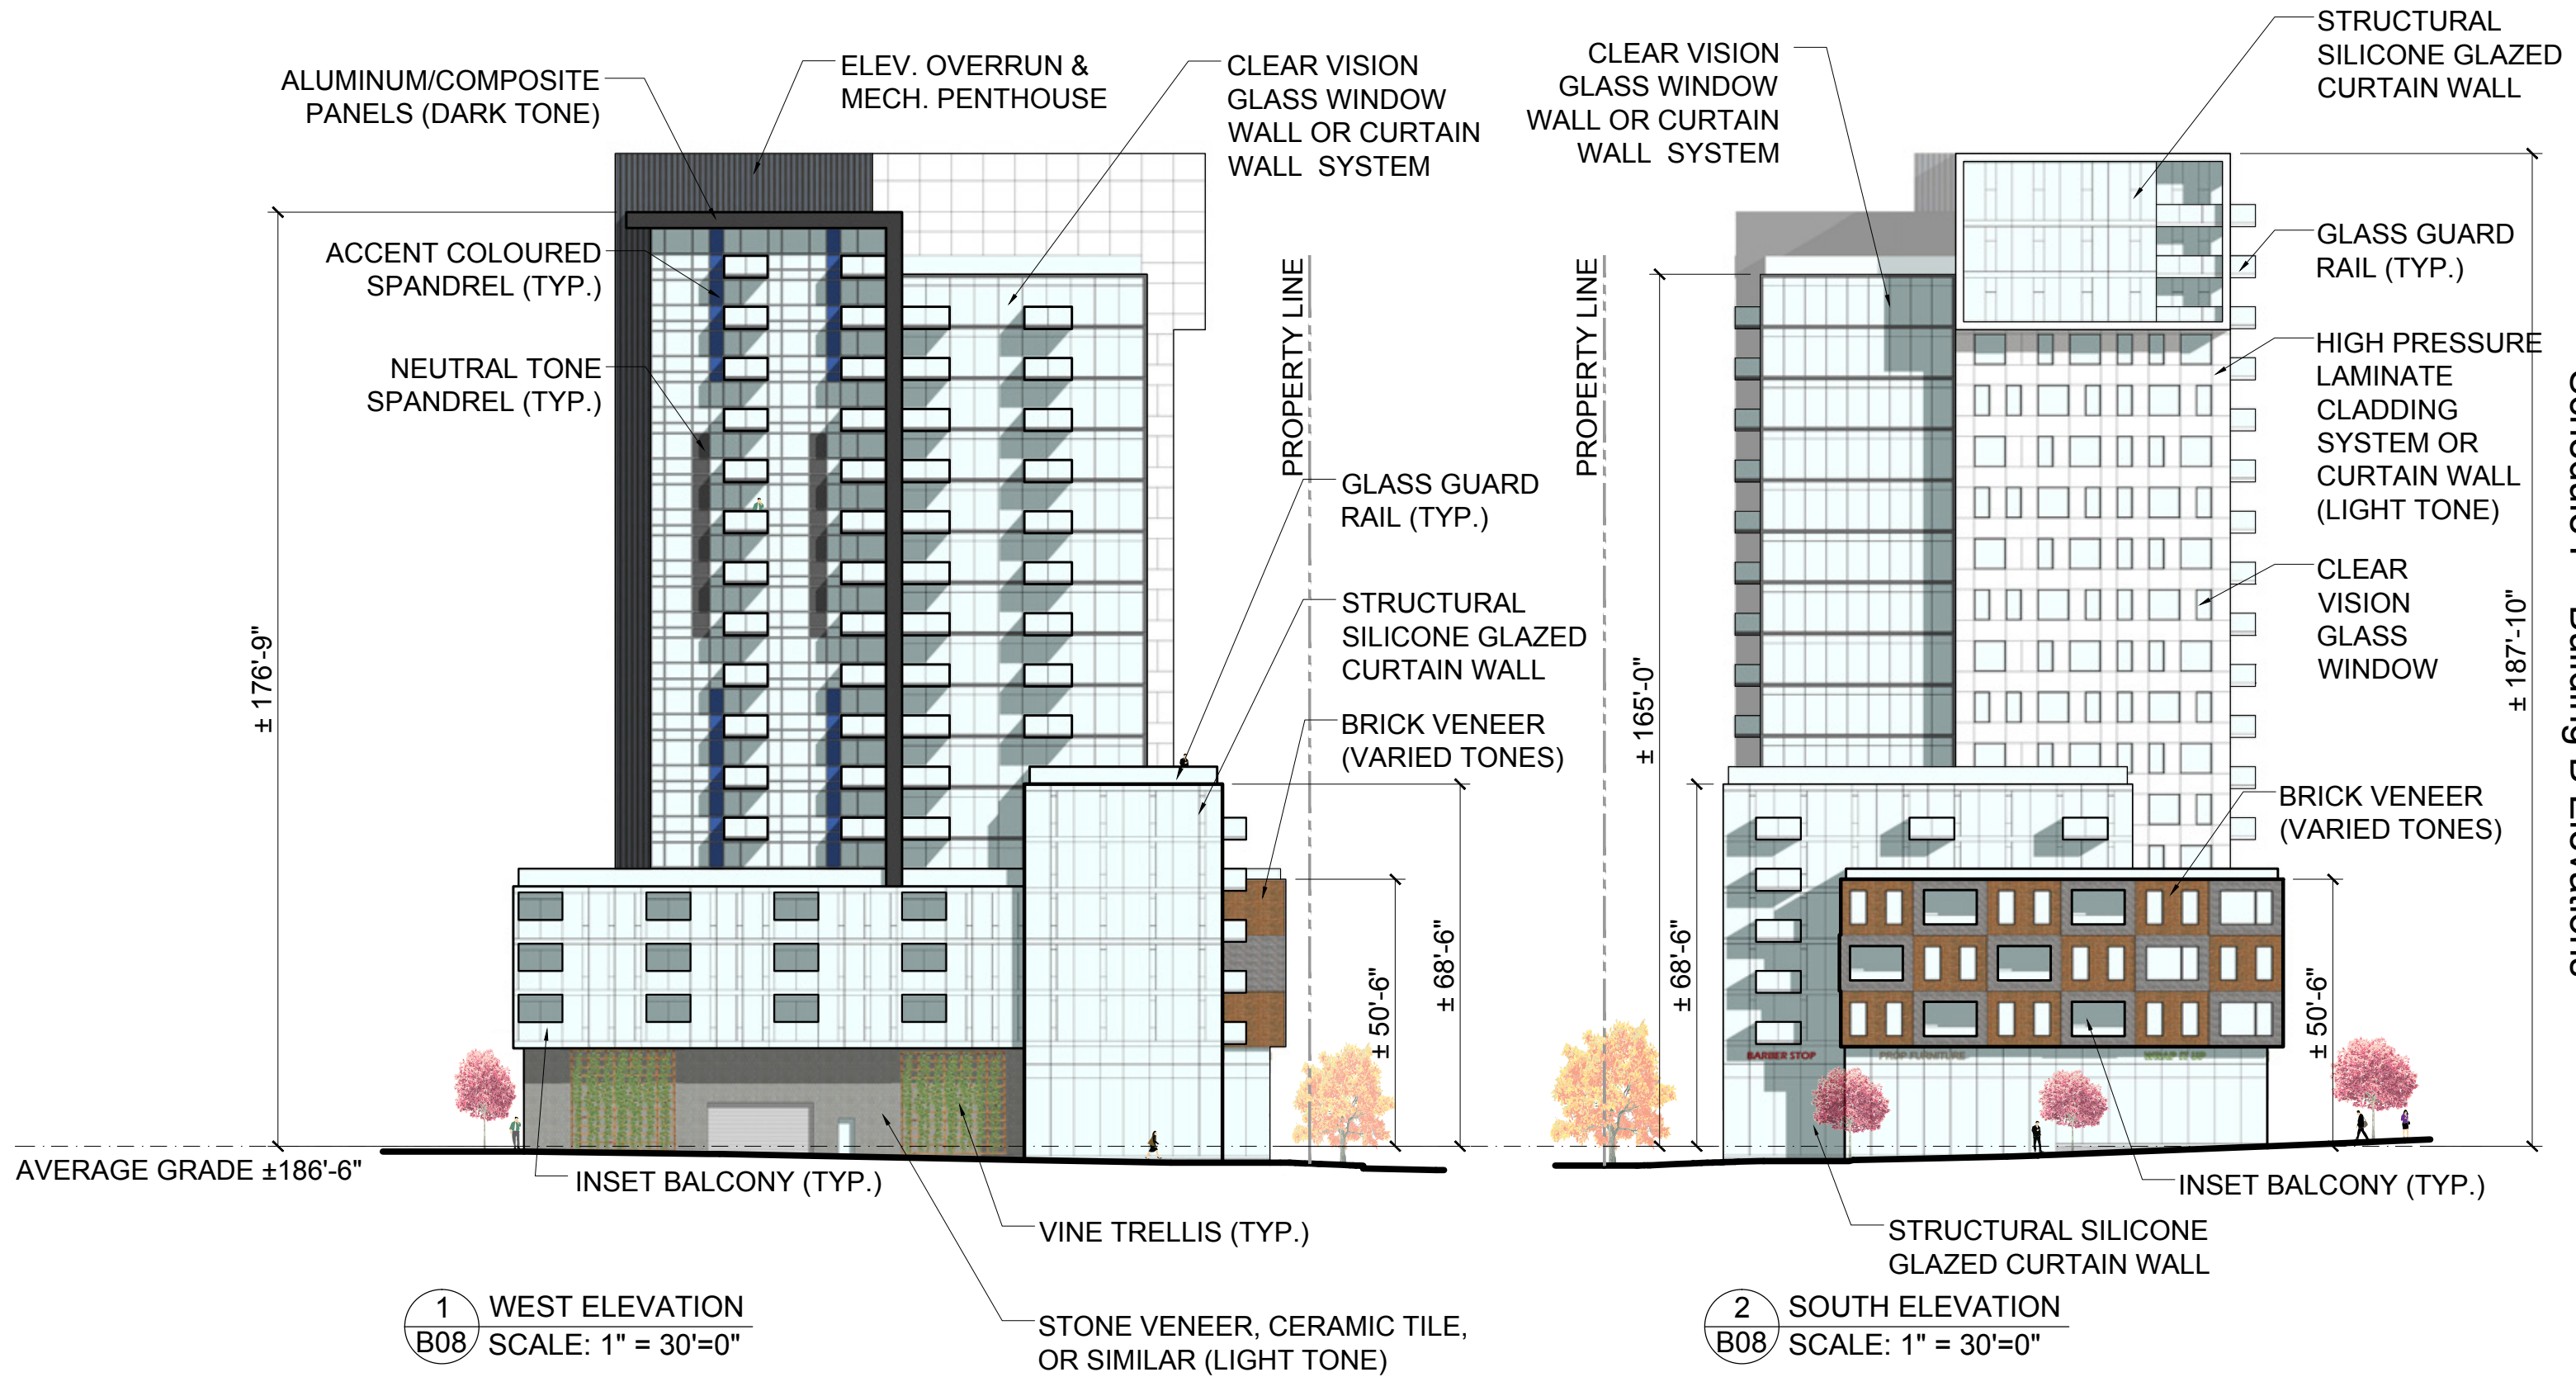 ALUMINUM/COMPOSITE
PANELS (DARK TONE)
ELEV. OVERRUN &
MECH. PENTHOUSE
CLEAR VISION
GLASS WINDOW
WALL OR CURTAIN
WALL SYSTEM
ACCENT COLOURED
SPANDREL (TYP.)
NEUTRAL TONE
SPANDREL (TYP.)
± 176'-9"
PROPERTY LINE
GLASS GUARD
RAIL (TYP.)
STRUCTURAL
SILICONE GLAZED
CURTAIN WALL
BRICK VENEER
(VARIED TONES)
± 50'-6"
± 68'-6"
AVERAGE GRADE ±186'-6"
INSET BALCONY (TYP.)
VINE TRELLIS (TYP.)
STONE VENEER, CERAMIC TILE,
OR SIMILAR (LIGHT TONE)
1
B08
WEST ELEVATION
SCALE: 1" = 30'=0"
CLEAR VISION
GLASS WINDOW
WALL OR CURTAIN
WALL SYSTEM
STRUCTURAL
SILICONE GLAZED
CURTAIN WALL
GLASS GUARD
RAIL (TYP.)
HIGH PRESSURE
LAMINATE
CLADDING
SYSTEM OR
CURTAIN WALL
(LIGHT TONE)
CLEAR
VISION
GLASS
WINDOW
BRICK VENEER
(VARIED TONES)
PROPERTY LINE
± 165'-0"
± 68'-6"
± 187'-10"
± 50'-6"
BARBER STOP
PROP FURNITURE
WRAP IT UP
INSET BALCONY (TYP.)
STRUCTURAL SILICONE
GLAZED CURTAIN WALL
2
B08
SOUTH ELEVATION
SCALE: 1" = 30'=0"